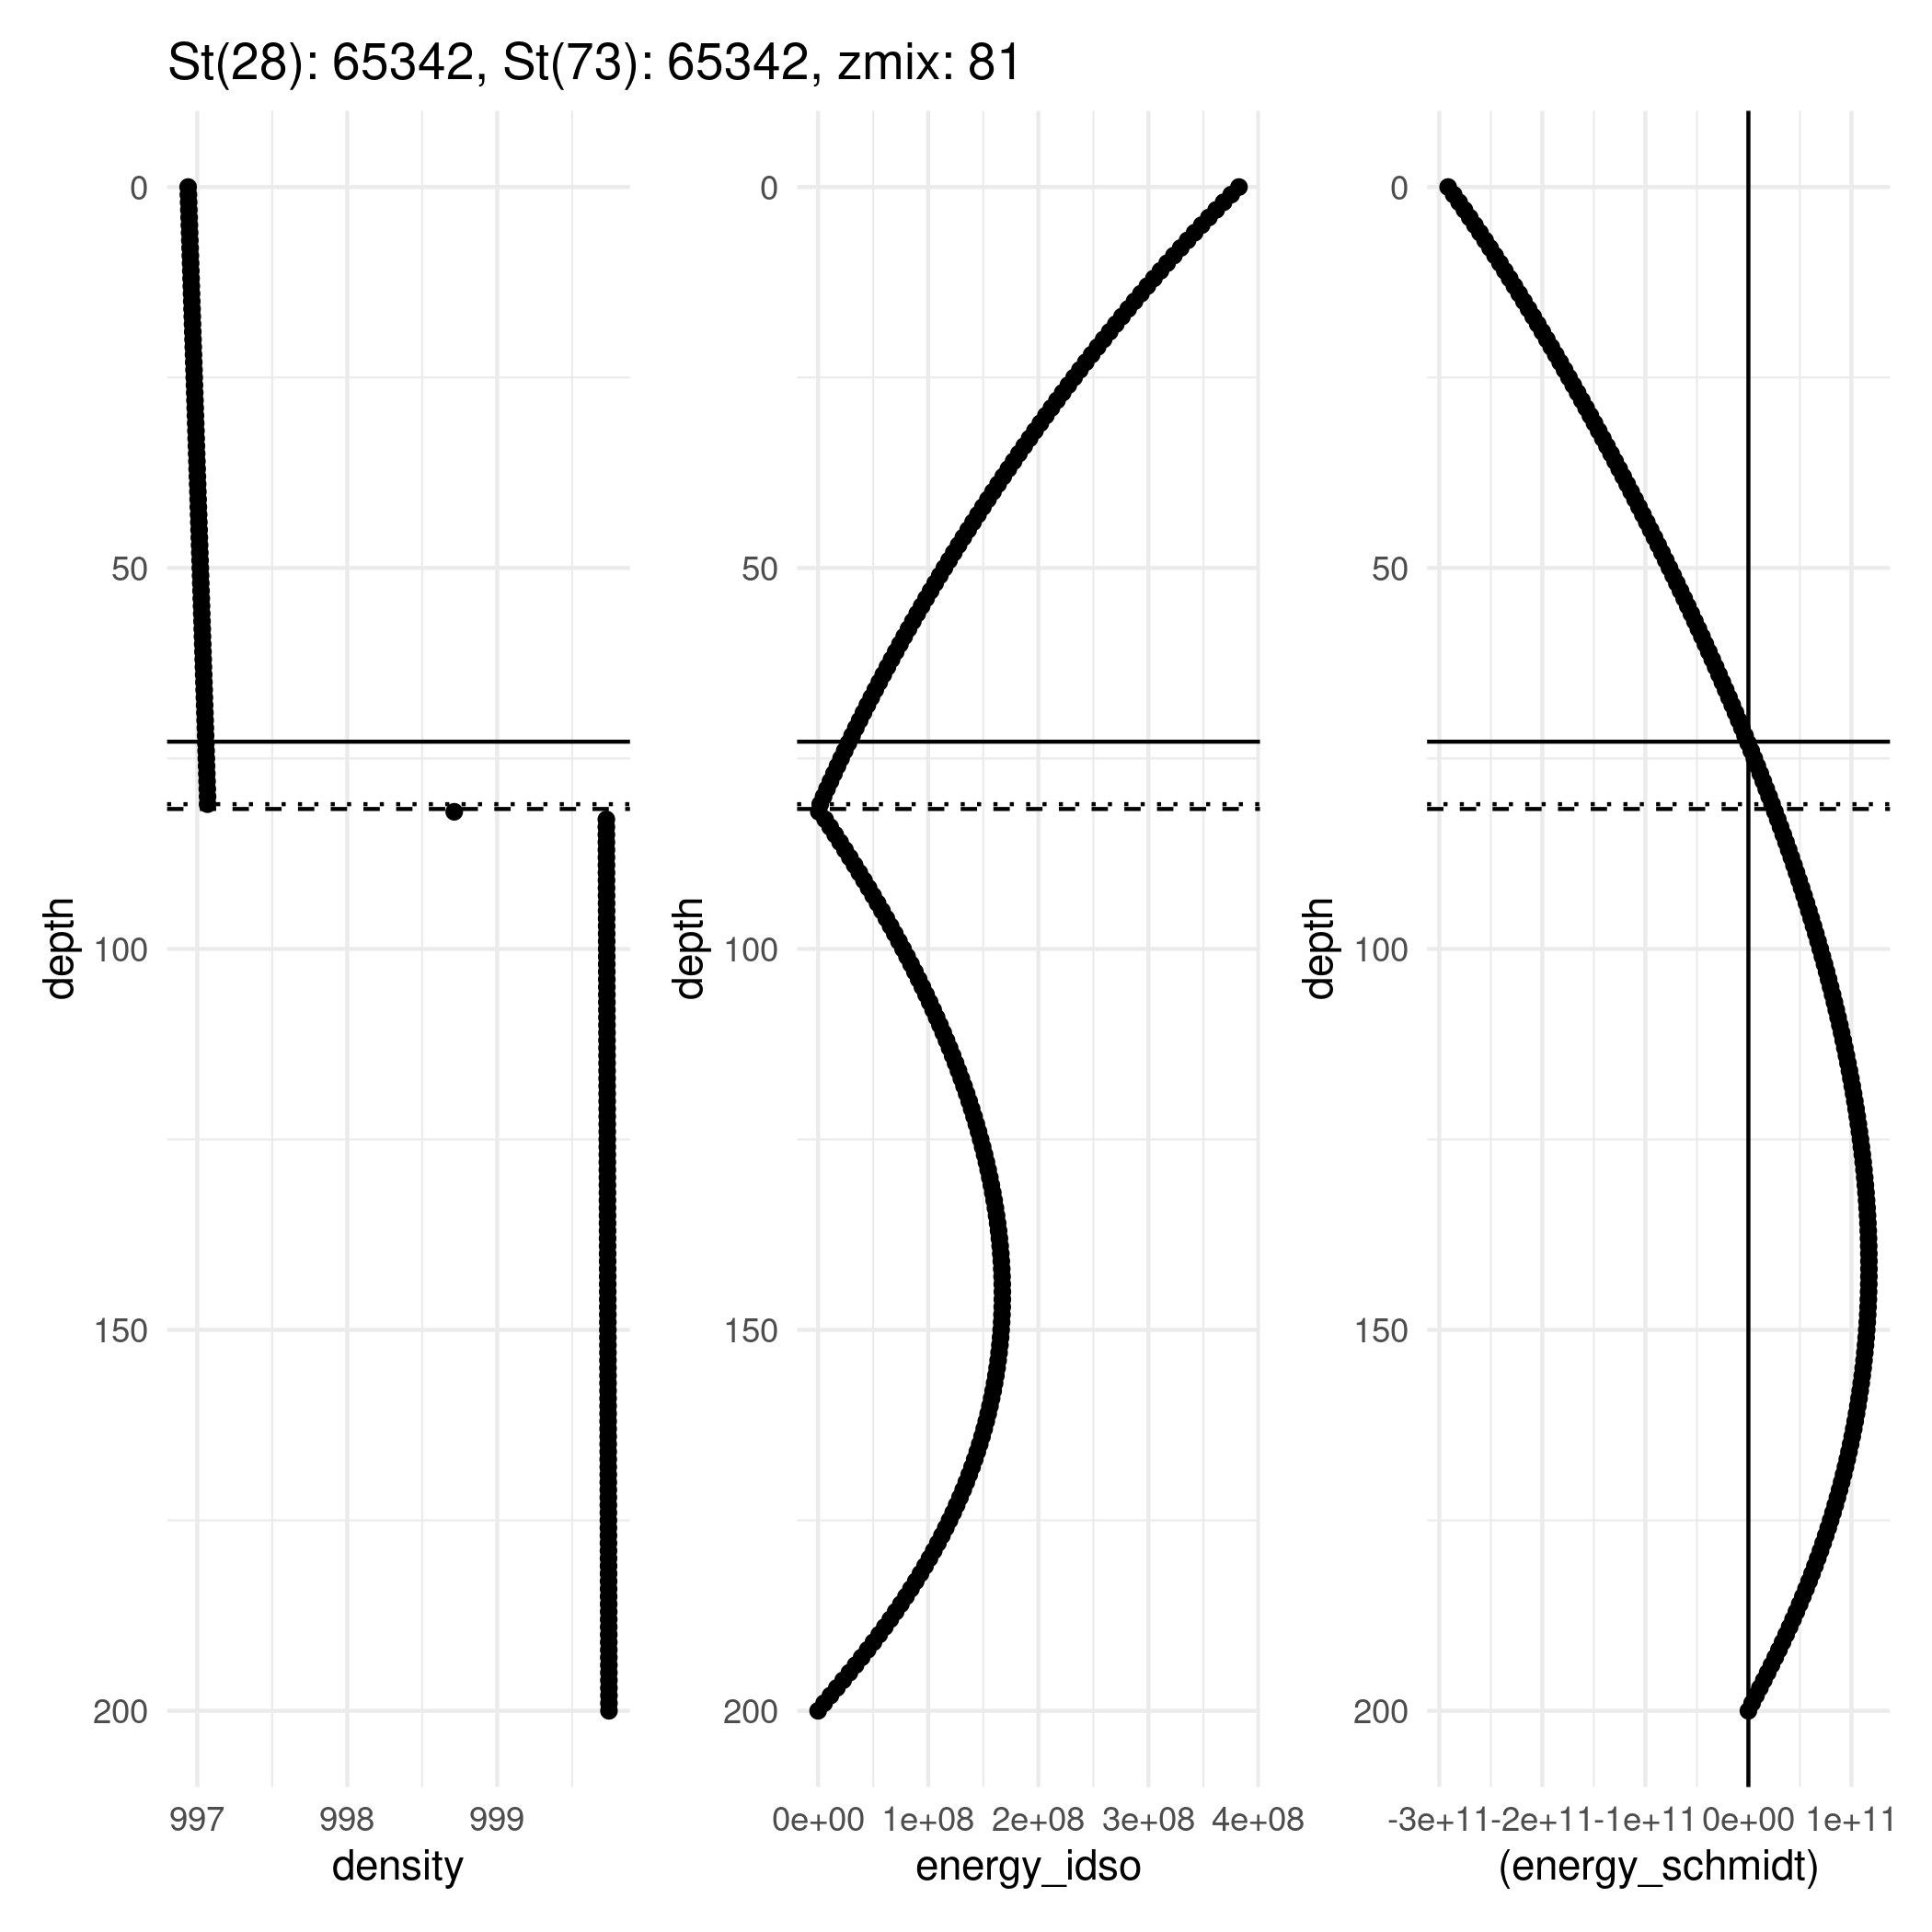 St(28): 65342, St(73): 65342, zmix: 81
0
50
100
150
200
depth
997 998 999
density
0
50
100
150
200
depth
0e+00 1e+08 2e+08 3e+08 4e+08
energy_idso
0
50
100
150
200
depth
-3e+11 -2e+11 -1e+11 0e+00 1e+11
(energy_schmidt)